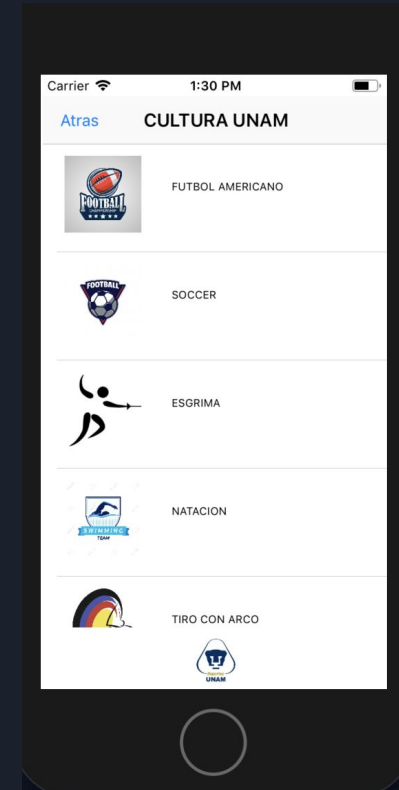 Carrier 1:30 PM
Atras CULTURA UNAM
FOOTBALL
FUTBOL AMERICANO
FOOTBALL
SOCCER
ESGRIMA
SWIMMING
TEAM
NATACION
TIRO CON ARCO
UNAM